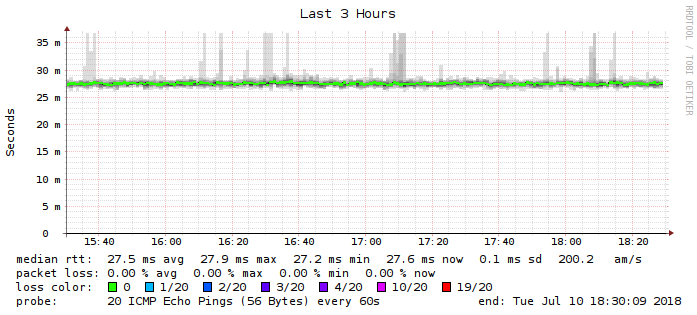 Last 3 Hours
RRDTOOL / TOBI OETIKER
Seconds
35 m
30 m
25 m
20 m
15 m
10 m
5 m
0
15:40 16:00 16:20 16:40 17:00 17:20 17:40 18:00 18:20
median rtt: 27.5 ms avg 27.9 ms max 27.2 ms min 27.6 ms now 0.1 ms sd 200.2 am/s
packet loss: 0.00 % avg 0.00 % max 0.00 % min 0.00 % now
loss color: 0 1/20 2/20 3/20 4/20 10/20 19/20
probe: 20 ICMP Echo Pings (56 Bytes) every 60s end: Tue Jul 10 18:30:09 2018